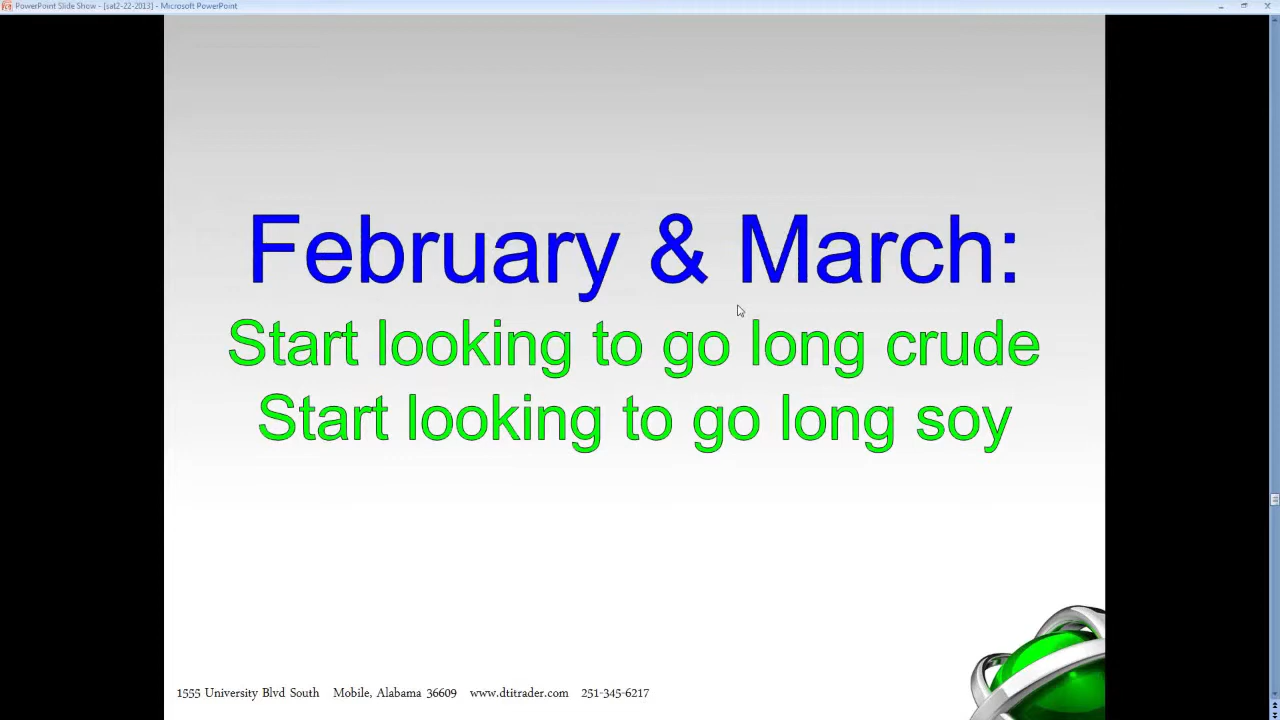 PowerPoint Slide Show - [sat2-22-2013] - Microsoft PowerPoint
February & March:
Start looking to go long crude
Start looking to go long soy
1555 University Blvd South Mobile, Alabama 36609 www.dtitrader.com 251-345-6217